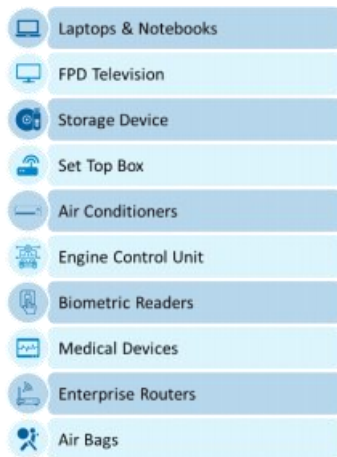 Laptops & Notebooks
FPD Television
Storage Device
Set Top Box
Air Conditioners
Engine Control Unit
Biometric Readers
Medical Devices
Enterprise Routers
Air Bags